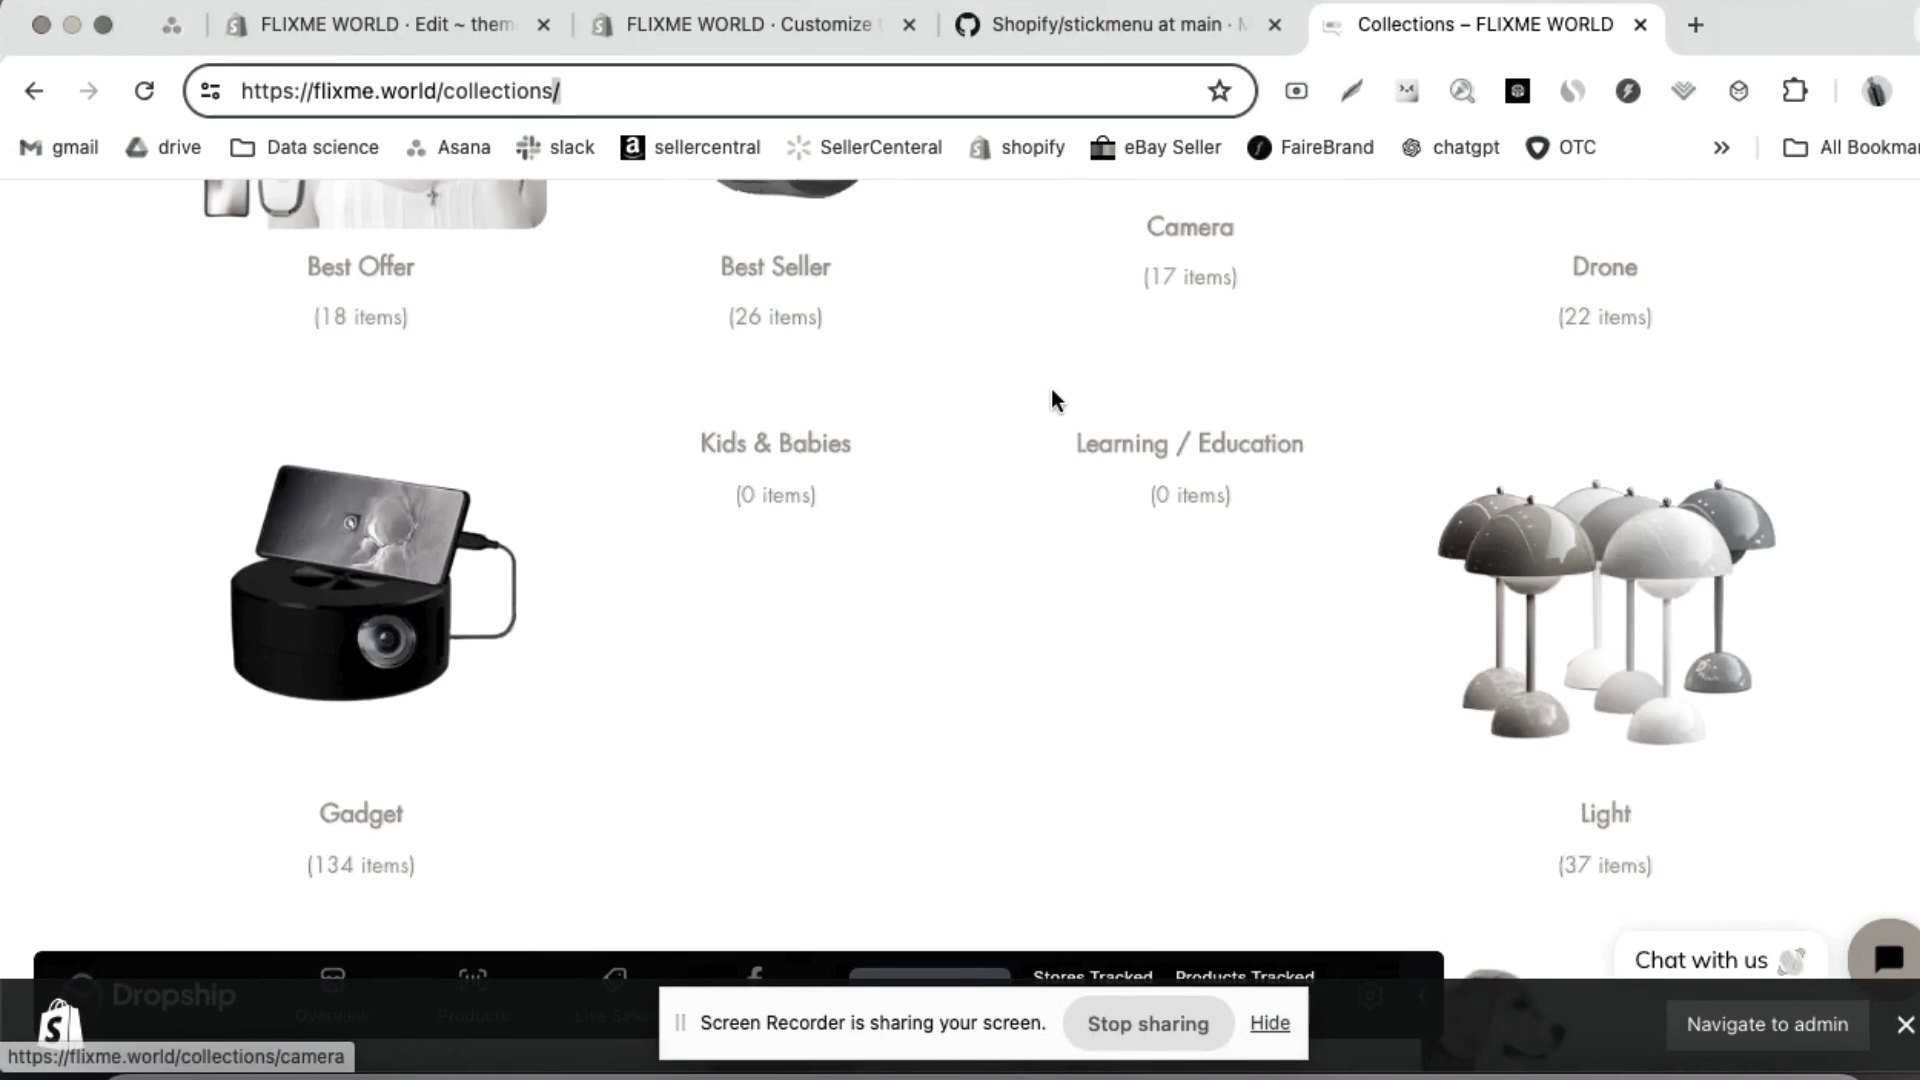 FLIXME WORLD · Edit ~ them
FLIXME WORLD · Customize
Shopify/stickmenu at main ·
Collections – FLIXME WORLD
https://flixme.world/collections/
gmail
drive
Data science
Asana
slack
sellercentral
SellerCenteral
shopify
eBay Seller
FaireBrand
chatgpt
OTC
All Bookmar
Best Offer
(18 items)
Best Seller
(26 items)
Camera
(17 items)
Drone
(22 items)
Kids & Babies
(0 items)
Learning / Education
(0 items)
Gadget
(134 items)
Light
(37 items)
Chat with us
Dropship
Overview
Products
Stores Tracked
Products Tracked
Screen Recorder is sharing your screen.
Stop sharing
Hide
Navigate to admin
https://flixme.world/collections/camera